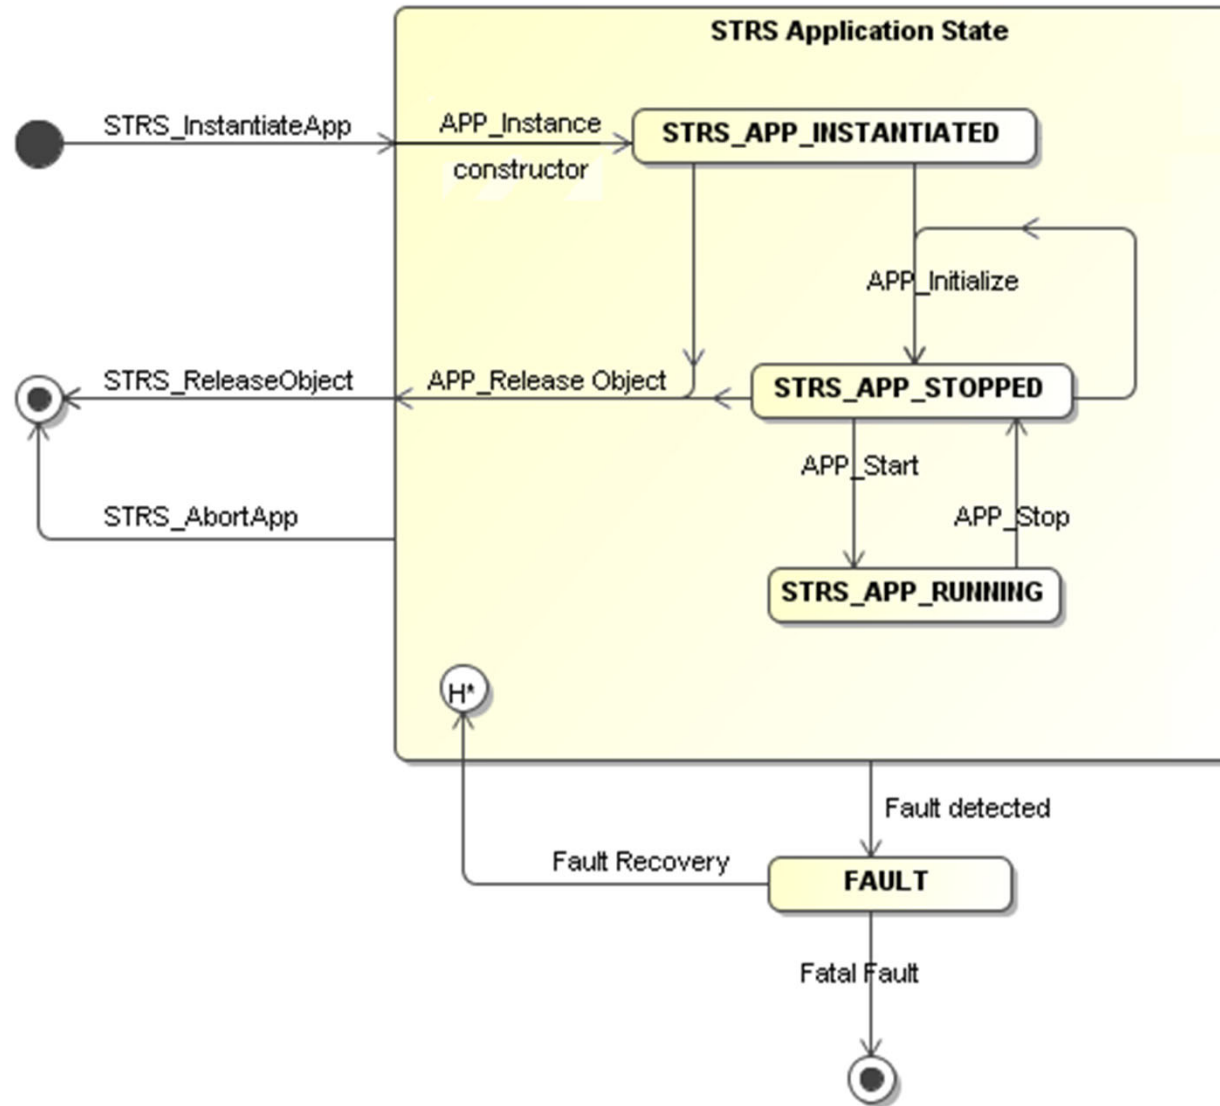 STRS Application State
STRS_InstantiateApp
APP_Instance
constructor
STRS_APP_INSTANTIATED
APP_Initialize
STRS_ReleaseObject
APP_Release Object
STRS_APP_STOPPED
APP_Start
STRS_AbortApp
APP_Stop
STRS_APP_RUNNING
H*
Fault detected
Fault Recovery
FAULT
Fatal Fault